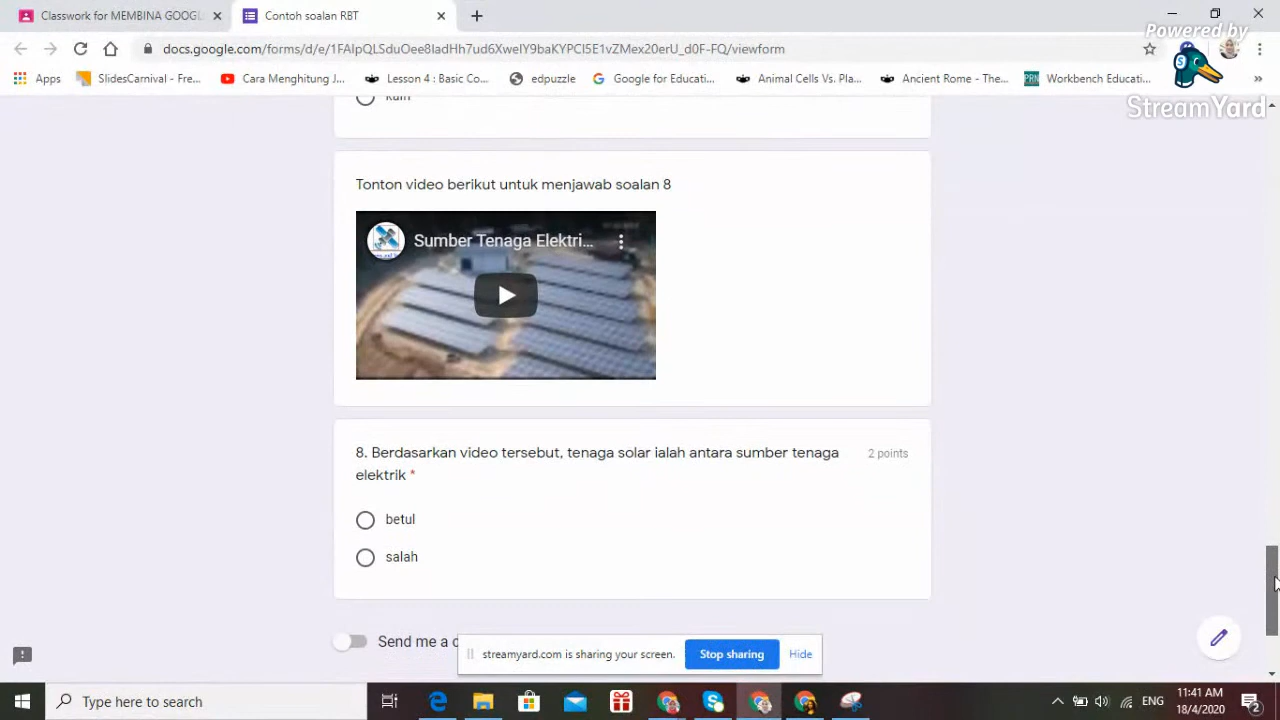 Classwork for MEMBINA GOOGL
Contoh soalan RBT
docs.google.com/forms/d/e/1FAIpQLSduOee8IadHh7ud6XweIY9baKYPCI5E1vZMex20erU_d0F-FQ/viewform
Powered by
StreamYard
Apps
SlidesCarnival - Fre...
Cara Menghitung J...
Lesson 4 : Basic Co...
edpuzzle
Google for Educati...
Animal Cells Vs. Pla...
Ancient Rome - The...
Workbench Educati...
Tonton video berikut untuk menjawab soalan 8
Sumber Tenaga Elektri...
8. Berdasarkan video tersebut, tenaga solar ialah antara sumber tenaga
elektrik *
2 points
betul
salah
Send me a c
streamyard.com is sharing your screen.
Stop sharing
Hide
Type here to search
ENG
11:41 AM
18/4/2020
2